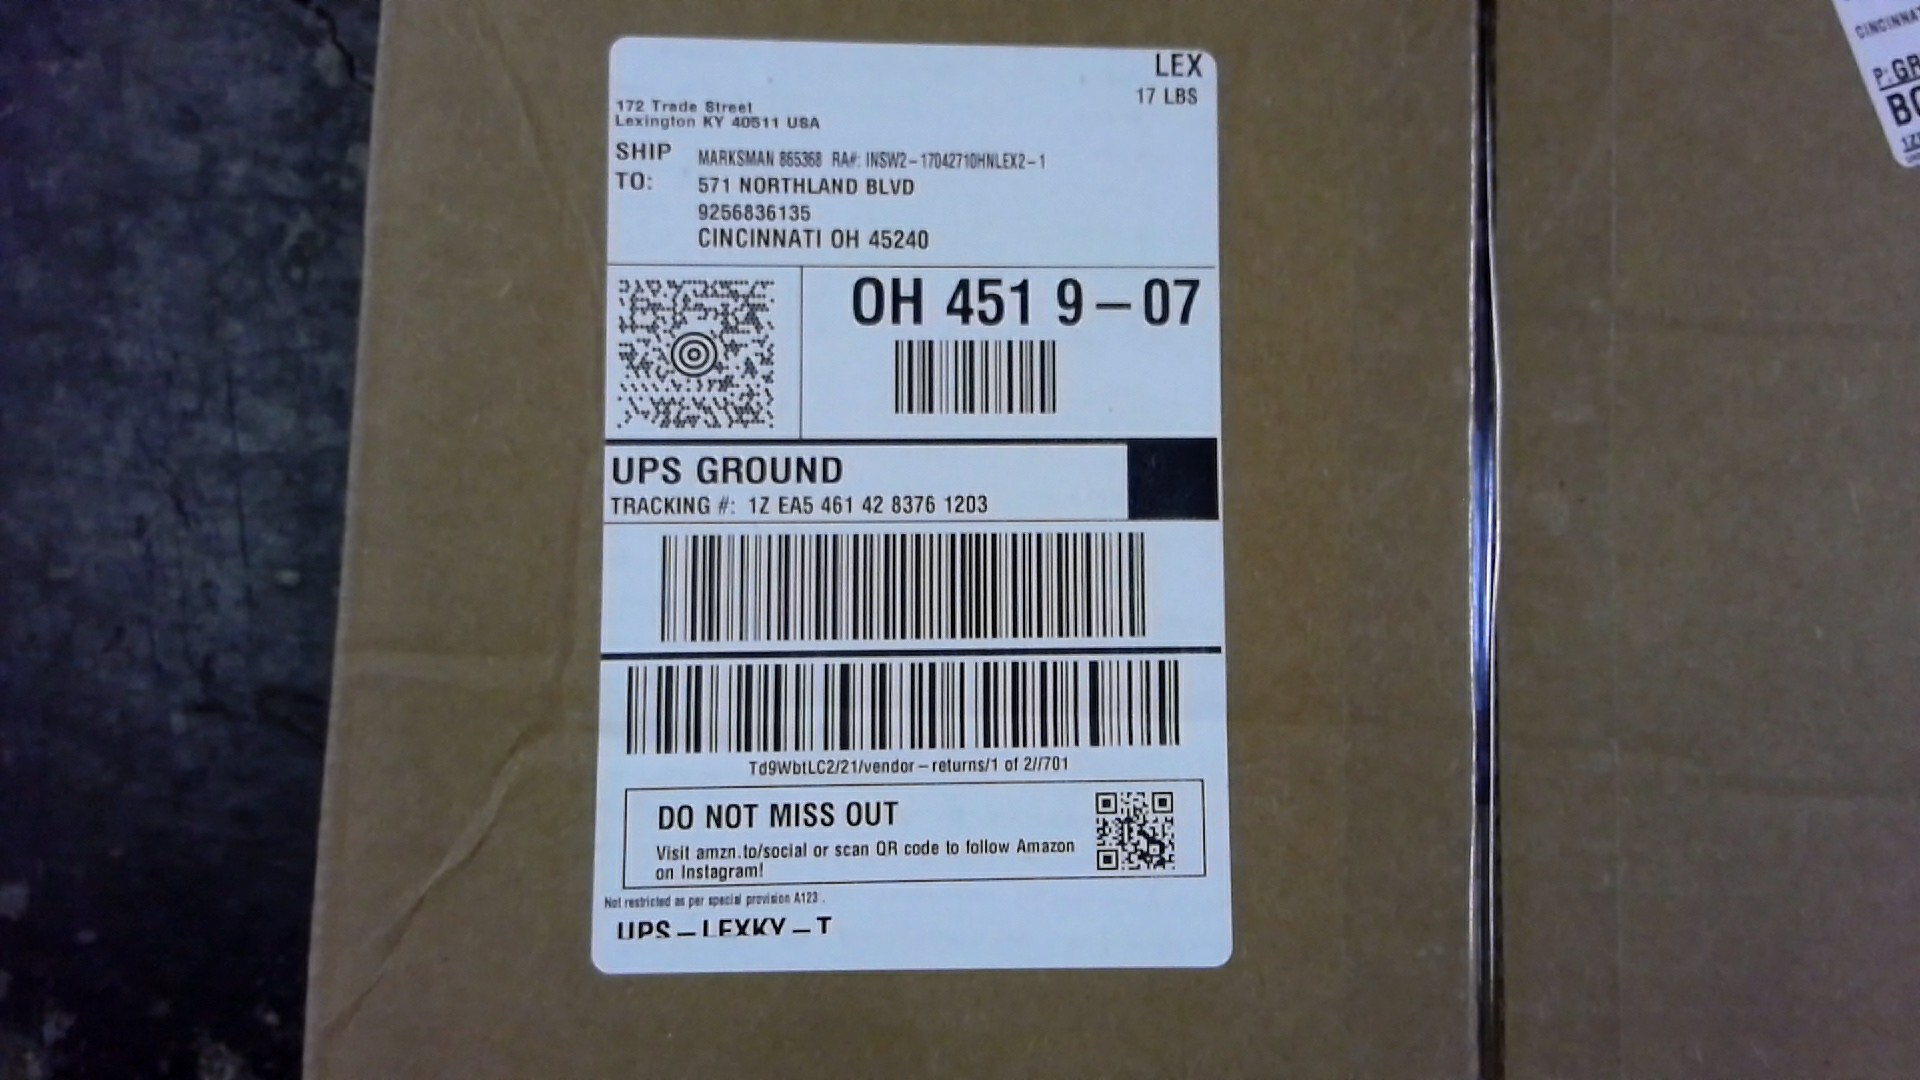 LEX
17 LBS
172 Trade Street
Lexington KY 40511 USA
SHIP
TO:
MARKSMAN 865368 RA#: INSW2-17042710HNLEX2-1
571 NORTHLAND BLVD
9256836135
CINCINNATI OH 45240
OH 451 9-07
UPS GROUND
TRACKING #: 1Z EA5 461 42 8376 1203
Td9WbtLC2/21/vendor-returns/1 of 2//701
DO NOT MISS OUT
Visit amzn.to/social or scan QR code to follow Amazon
on Instagram!
Not restricted as per special provision A123 .
UPS-LEXKY-T
P: GR